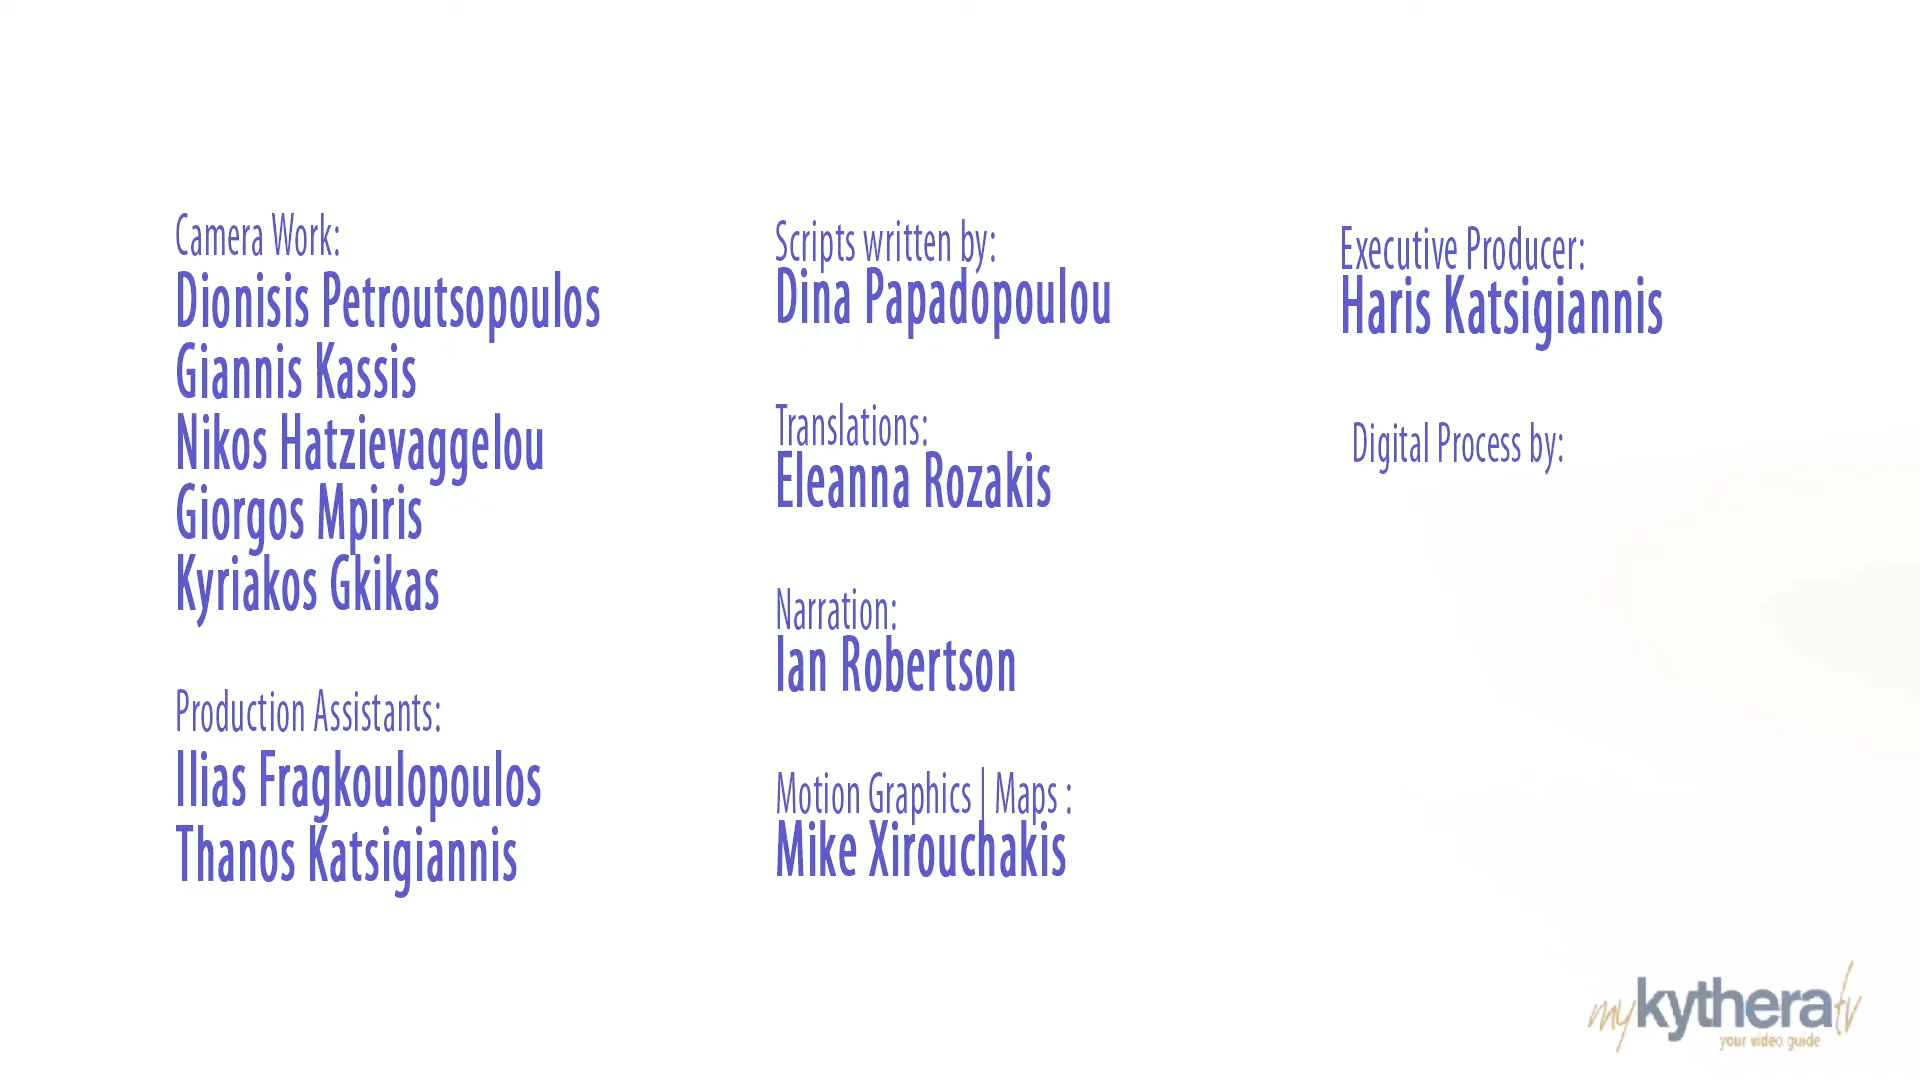 Camera Work:
Dionisis Petroutsopoulos
Giannis Kassis
Nikos Hatzievaggelou
Giorgos Mpiris
Kyriakos Gkikas
Production Assistants:
Ilias Fragkoulopoulos
Thanos Katsigiannis
Scripts written by:
Dina Papadopoulou
Translations:
Eleanna Rozakis
Narration:
Ian Robertson
Motion Graphics | Maps :
Mike Xirouchakis
Executive Producer:
Haris Katsigiannis
Digital Process by:
mykytheratv
your video guide